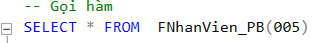 -- Gọi hàm
SELECT * FROM  FNhanVien_PB(005)